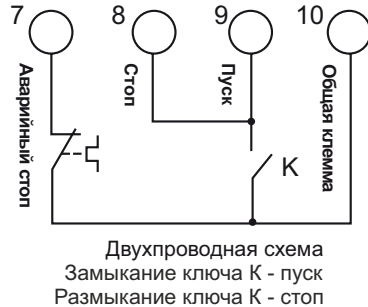 7 8 9 10
Аварийный стоп
Стоп
Пуск
Общая клемма
K
Двухпроводная схема
Замыкание ключа К - пуск
Размыкание ключа К - стоп